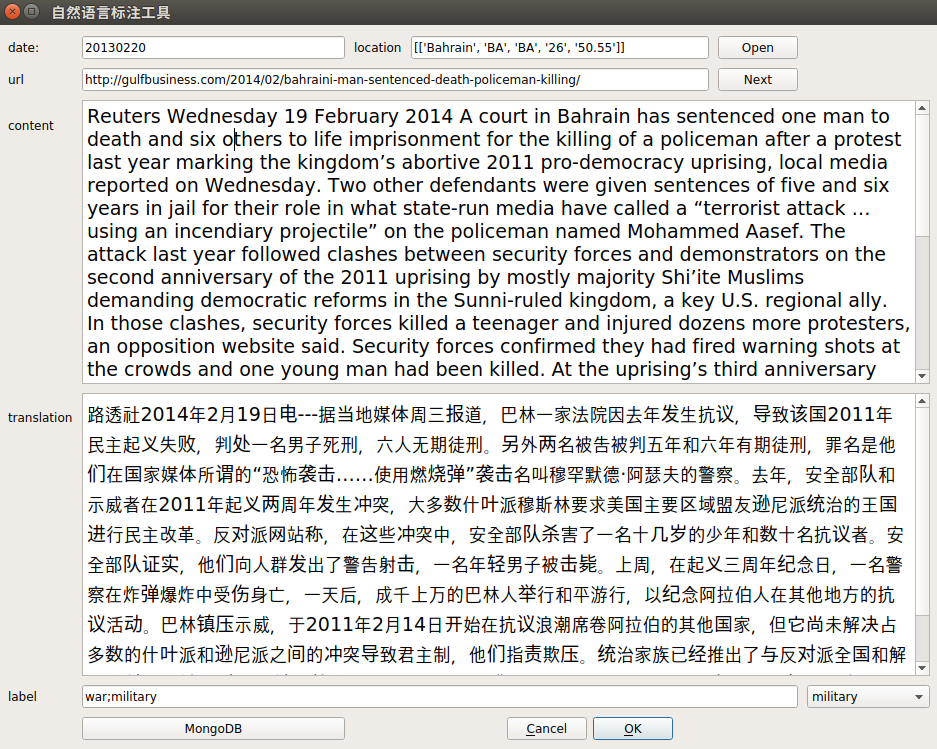 自然语言标注工具
date: 20130220 location [['Bahrain', 'BA', 'BA', '26', '50.55']] Open
url http://gulfbusiness.com/2014/02/bahraini-man-sentenced-death-policeman-killing/ Next
content
Reuters Wednesday 19 February 2014 A court in Bahrain has sentenced one man to
death and six others to life imprisonment for the killing of a policeman after a protest
last year marking the kingdom’s abortive 2011 pro-democracy uprising, local media
reported on Wednesday. Two other defendants were given sentences of five and six
years in jail for their role in what state-run media have called a “terrorist attack …
using an incendiary projectile” on the policeman named Mohammed Aasef. The
attack last year followed clashes between security forces and demonstrators on the
second anniversary of the 2011 uprising by mostly majority Shi’ite Muslims
demanding democratic reforms in the Sunni-ruled kingdom, a key U.S. regional ally.
In those clashes, security forces killed a teenager and injured dozens more protesters,
an opposition website said. Security forces confirmed they had fired warning shots at
the crowds and one young man had been killed. At the uprising’s third anniversary
translation
路透社2014年2月19日电---据当地媒体周三报道，巴林一家法院因去年发生抗议，导致该国2011年
民主起义失败，判处一名男子死刑，六人无期徒刑。另外两名被告被判五年和六年有期徒刑，罪名是他
们在国家媒体所谓的“恐怖袭击……使用燃烧弹”袭击名叫穆罕默德·阿瑟夫的警察。去年，安全部队和
示威者在2011年起义两周年发生冲突，大多数什叶派穆斯林要求美国主要区域盟友逊尼派统治的王国
进行民主改革。反对派网站称，在这些冲突中，安全部队杀害了一名十几岁的少年和数十名抗议者。安
全部队证实，他们向人群发出了警告射击，一名年轻男子被击毙。上周，在起义三周年纪念日，一名警
察在炸弹爆炸中受伤身亡，一天后，成千上万的巴林人举行和平游行，以纪念阿拉伯人在其他地方的抗
议活动。巴林镇压示威，于2011年2月14日开始在抗议浪潮席卷阿拉伯的其他国家，但它尚未解决占
多数的什叶派和逊尼派之间的冲突导致君主制，他们指责欺压。统治家族已经推出了与反对派全国和解
label war;military military
MongoDB Cancel OK